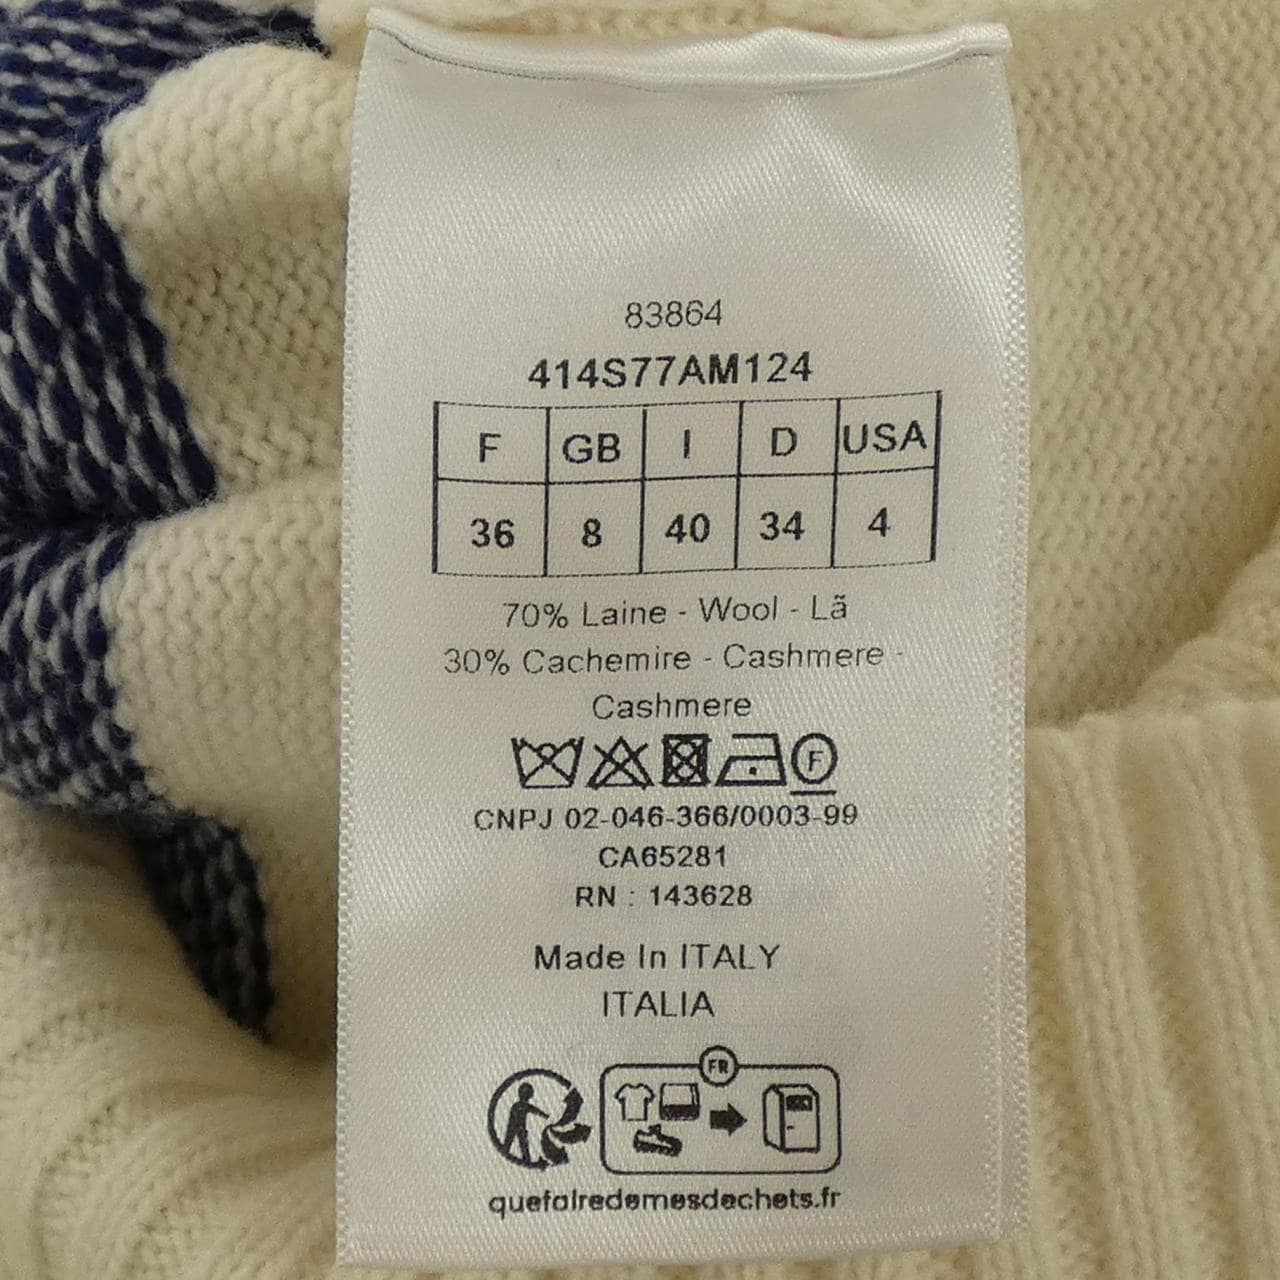 83864
414S77AM124
F GB I D USA
36 8 40 34 4
70% Laine - Wool - Lã
30% Cachemire - Cashmere -
Cashmere
F
CNPJ 02-046-366/0003-99
CA65281
RN : 143628
Made In ITALY
ITALIA
FR
quefairedemesdechets.fr